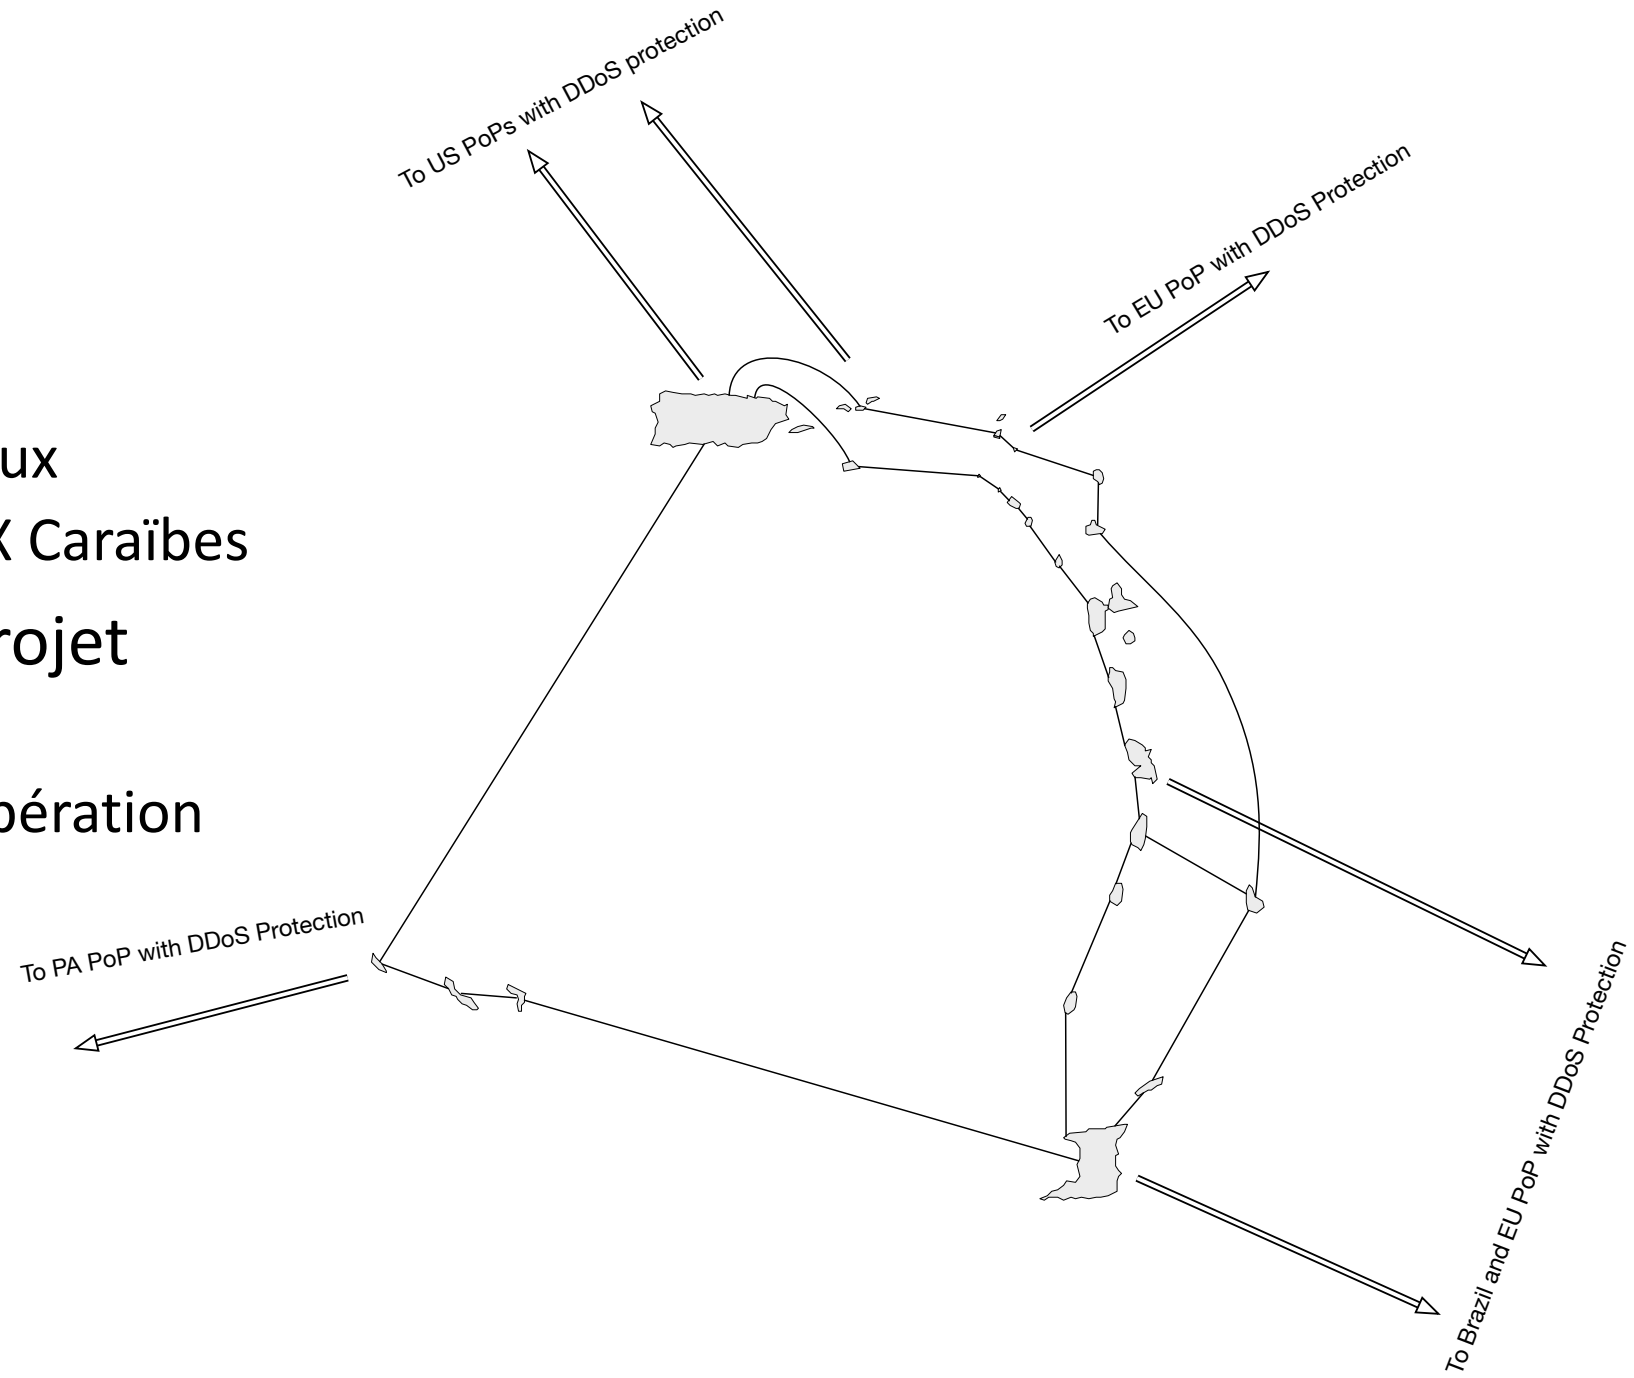 To US PoPs with DDoS protection
To EU PoP with DDoS Protection
ux
X Caraïbes
rojet
pération
To PA PoP with DDoS Protection
To Brazil and EU PoP with DDoS Protection